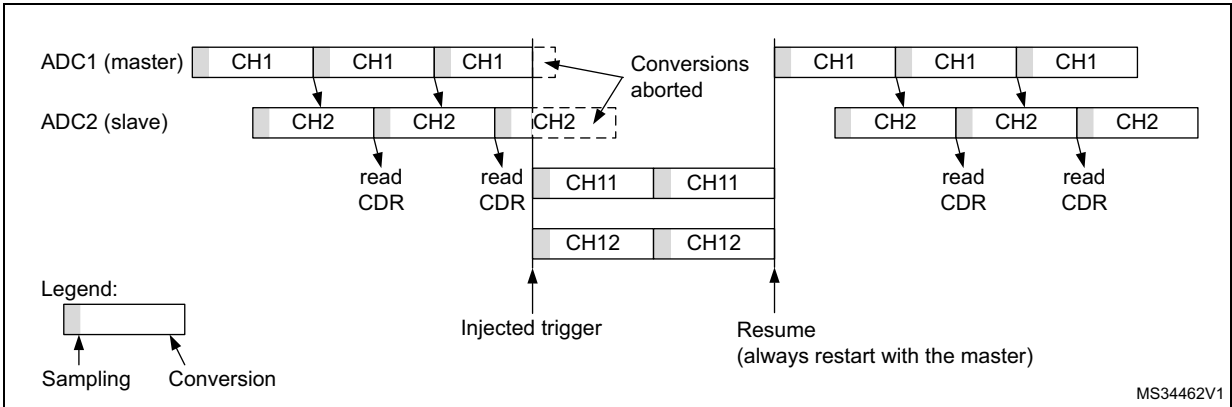 ADC1 (master) CH1 CH1 CH1 Conversions aborted CH1 CH1 CH1
ADC2 (slave) CH2 CH2 CH2 CH2 CH2 CH2
read CDR read CDR read CDR read CDR
CH11 CH11
CH12 CH12
Legend:
Injected trigger
Resume
(always restart with the master)
Sampling Conversion
MS34462V1